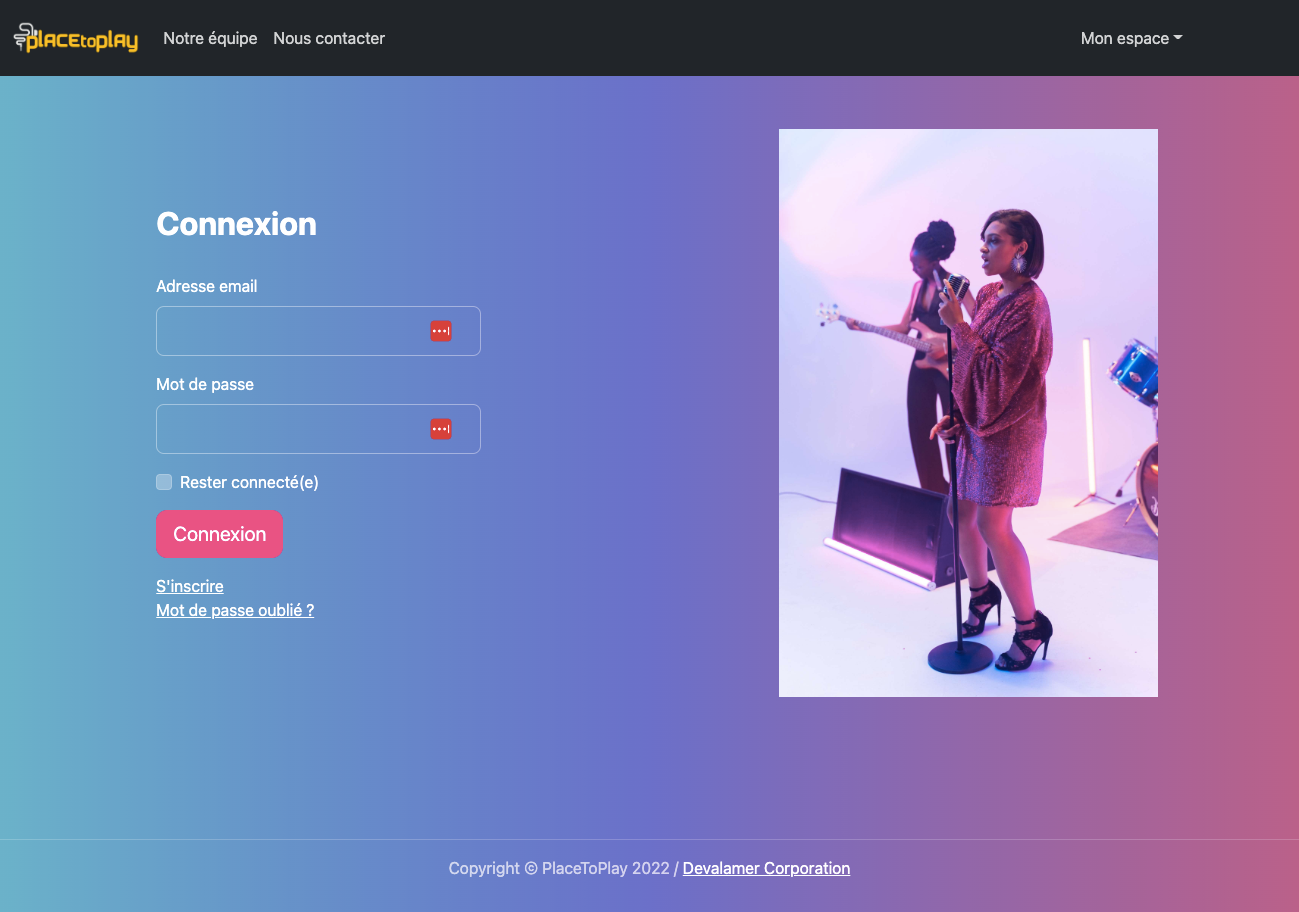 PLACEtoPLAY
Notre équipe
Nous contacter
Mon espace
Connexion
Adresse email
Mot de passe
Rester connecté(e)
Connexion
S'inscrire
Mot de passe oublié ?
Copyright © PlaceToPlay 2022 / Devalamer Corporation